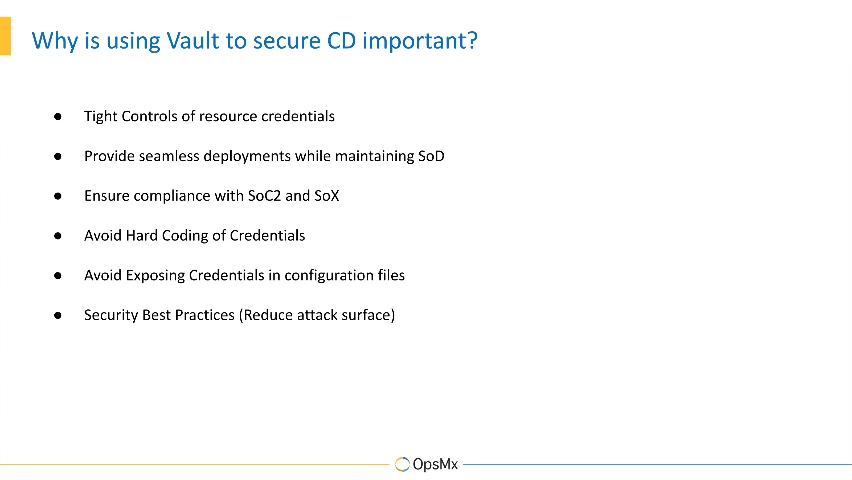 Why is using Vault to secure CD important?
● Tight Controls of resource credentials
● Provide seamless deployments while maintaining SoD
● Ensure compliance with SoC2 and SoX
● Avoid Hard Coding of Credentials
● Avoid Exposing Credentials in configuration files
● Security Best Practices (Reduce attack surface)
OpsMx